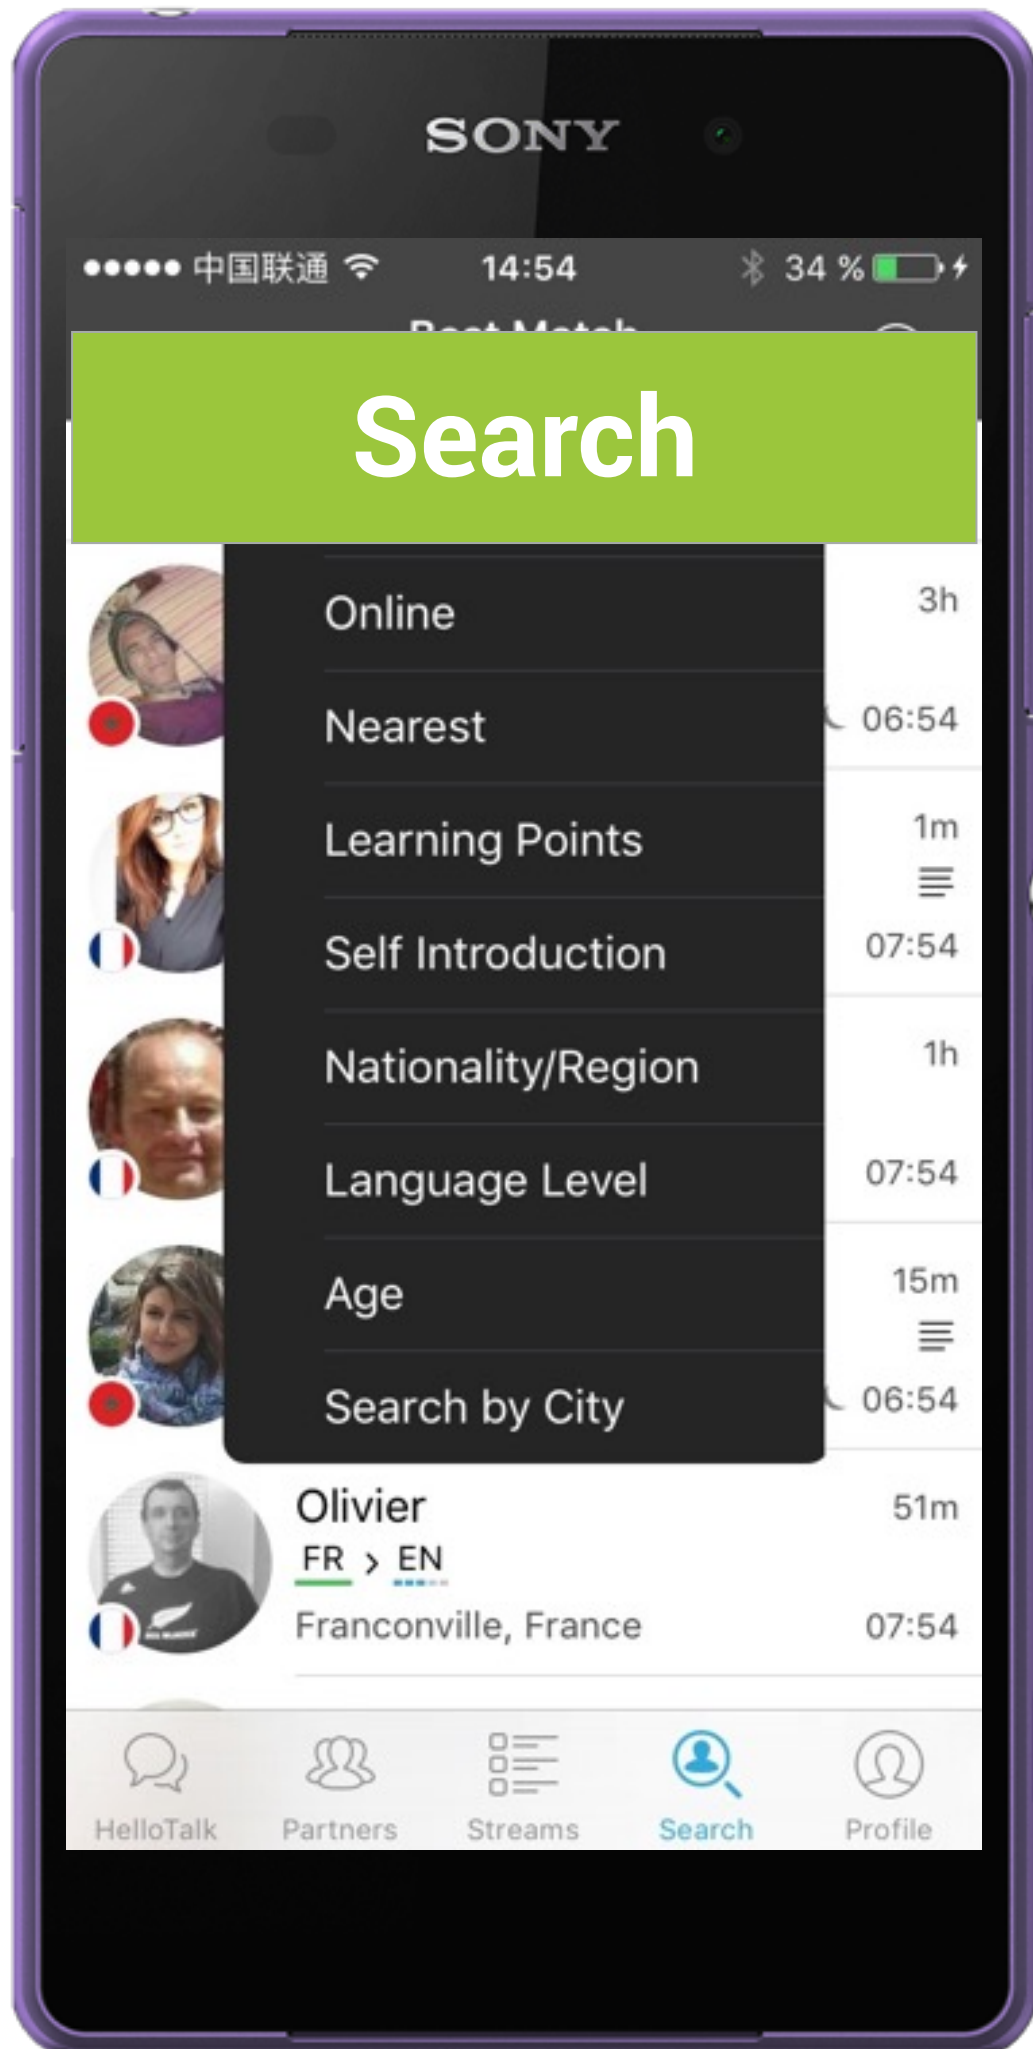 SONY
中国联通 14:54 34 %
Best Match
Search
3h
Online
Nearest
06:54
Learning Points
1m
Self Introduction
07:54
Nationality/Region
1h
Language Level
07:54
Age
15m
Search by City
06:54
Olivier
51m
FR > EN
Franconville, France
07:54
HelloTalk
Partners
Streams
Search
Profile